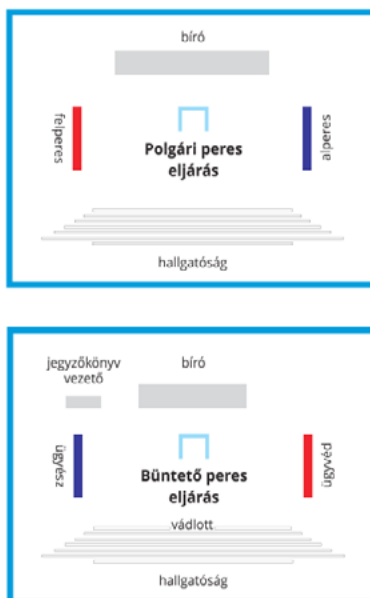 bíró
felperes
alperes
Polgári peres
eljárás
hallgatóság
jegyzőkönyv
vezető
bíró
ügyész
ügyvéd
Büntető peres
eljárás
vádlott
hallgatóság